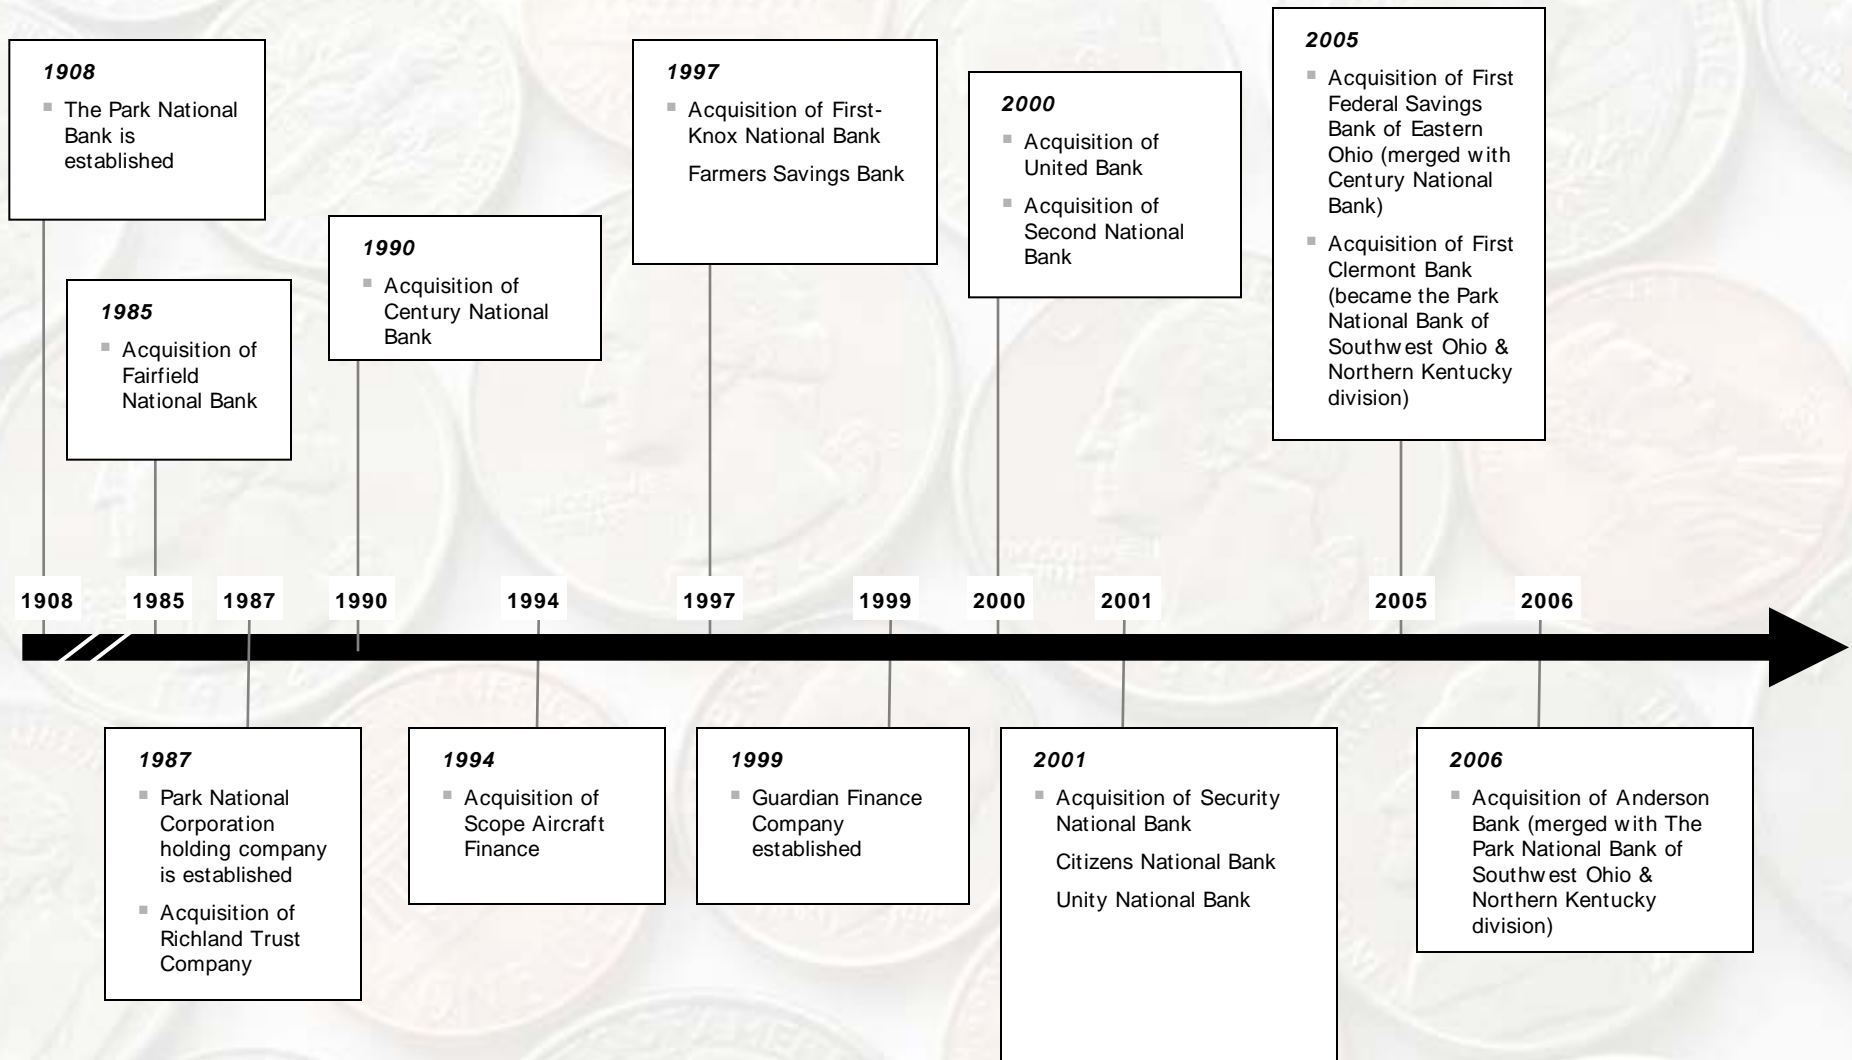 1908
The Park National
Bank is
established
1985
Acquisition of
Fairfield
National Bank
1990
Acquisition of
Century National
Bank
1997
Acquisition of First-
Knox National Bank
Farmers Savings Bank
2000
Acquisition of
United Bank
Acquisition of
Second National
Bank
2005
Acquisition of First
Federal Savings
Bank of Eastern
Ohio (merged with
Century National
Bank)
Acquisition of First
Clermont Bank
(became the Park
National Bank of
Southwest Ohio &
Northern Kentucky
division)
1908 1985 1987 1990 1994 1997 1999 2000 2001 2005 2006
1987
Park National
Corporation
holding company
is established
Acquisition of
Richland Trust
Company
1994
Acquisition of
Scope Aircraft
Finance
1999
Guardian Finance
Company
established
2001
Acquisition of Security
National Bank
Citizens National Bank
Unity National Bank
2006
Acquisition of Anderson
Bank (merged with The
Park National Bank of
Southwest Ohio &
Northern Kentucky
division)